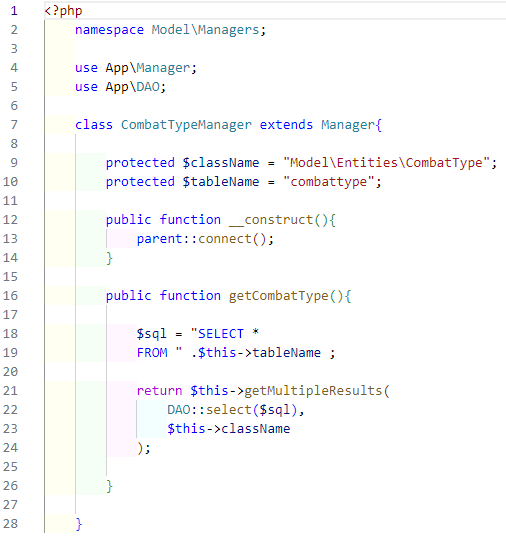 1 <?php
2 namespace Model\Managers;
3
4 use App\Manager;
5 use App\DAO;
6
7 class CombatTypeManager extends Manager{
8
9 protected $className = "Model\Entities\CombatType";
10 protected $tableName = "combattype";
11
12 public function __construct(){
13 parent::connect();
14 }
15
16 public function getCombatType(){
17
18 $sql = "SELECT *
19 FROM " .$this->tableName ;
20
21 return $this->getMultipleResults(
22 DAO::select($sql),
23 $this->className
24 );
25
26 }
27
28 }